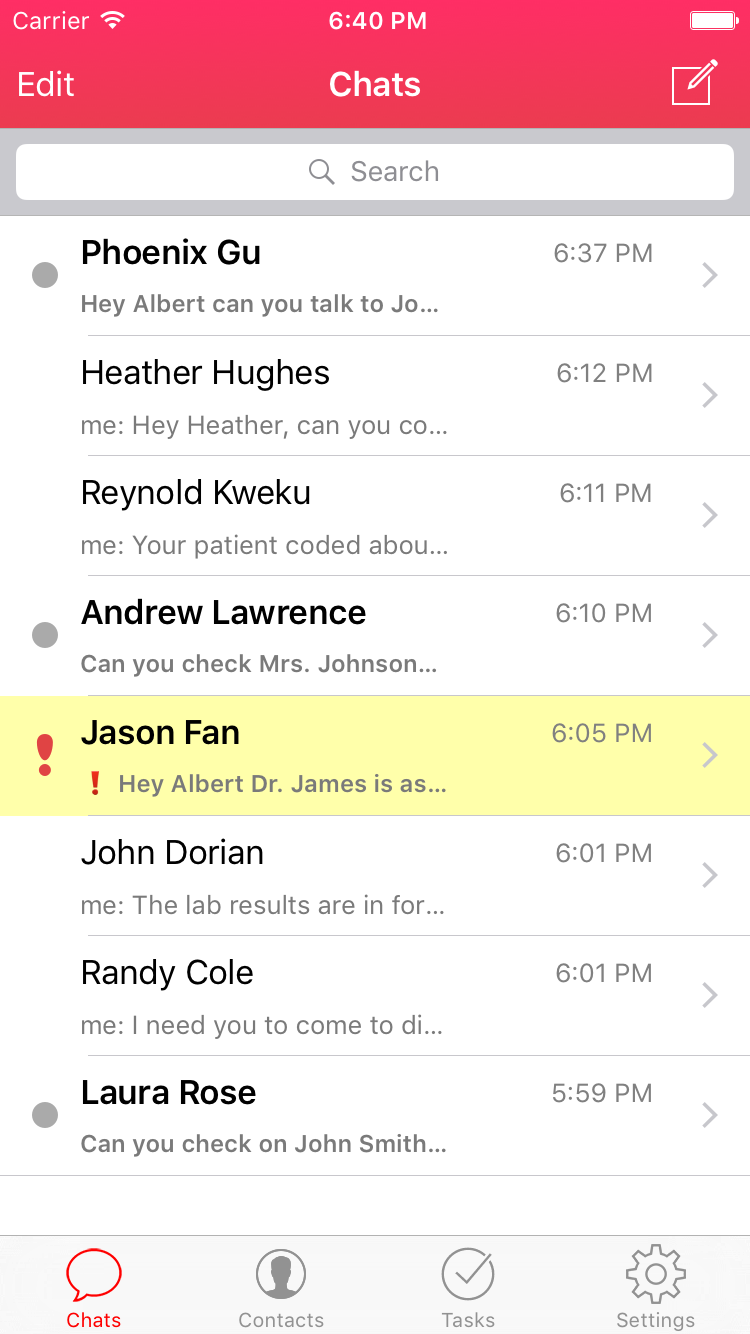 Carrier 6:40 PM
Edit Chats
Search
Phoenix Gu 6:37 PM
Hey Albert can you talk to Jo...
Heather Hughes 6:12 PM
me: Hey Heather, can you co...
Reynold Kweku 6:11 PM
me: Your patient coded abou...
Andrew Lawrence 6:10 PM
Can you check Mrs. Johnson...
Jason Fan 6:05 PM
❗ Hey Albert Dr. James is as...
John Dorian 6:01 PM
me: The lab results are in for...
Randy Cole 6:01 PM
me: I need you to come to di...
Laura Rose 5:59 PM
Can you check on John Smith...
Chats Contacts Tasks Settings